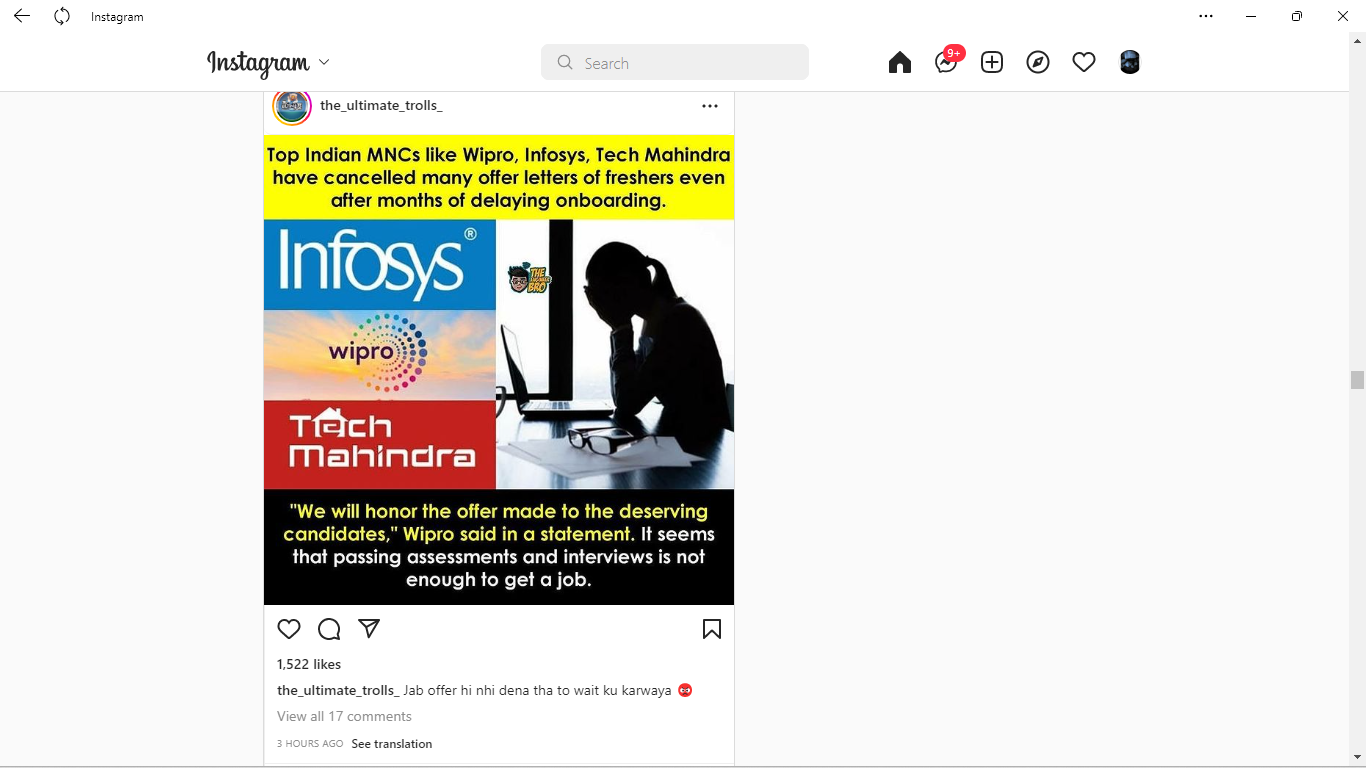 Instagram
Instagram
Search
9+
the_ultimate_trolls_
Top Indian MNCs like Wipro, Infosys, Tech Mahindra
have cancelled many offer letters of freshers even
after months of delaying onboarding.
Infosys®
THE
BRO
wipro
Tech
Mahindra
"We will honor the offer made to the deserving
candidates," Wipro said in a statement. It seems
that passing assessments and interviews is not
enough to get a job.
1,522 likes
the_ultimate_trolls_ Jab offer hi nhi dena tha to wait ku karwaya
View all 17 comments
3 HOURS AGO See translation